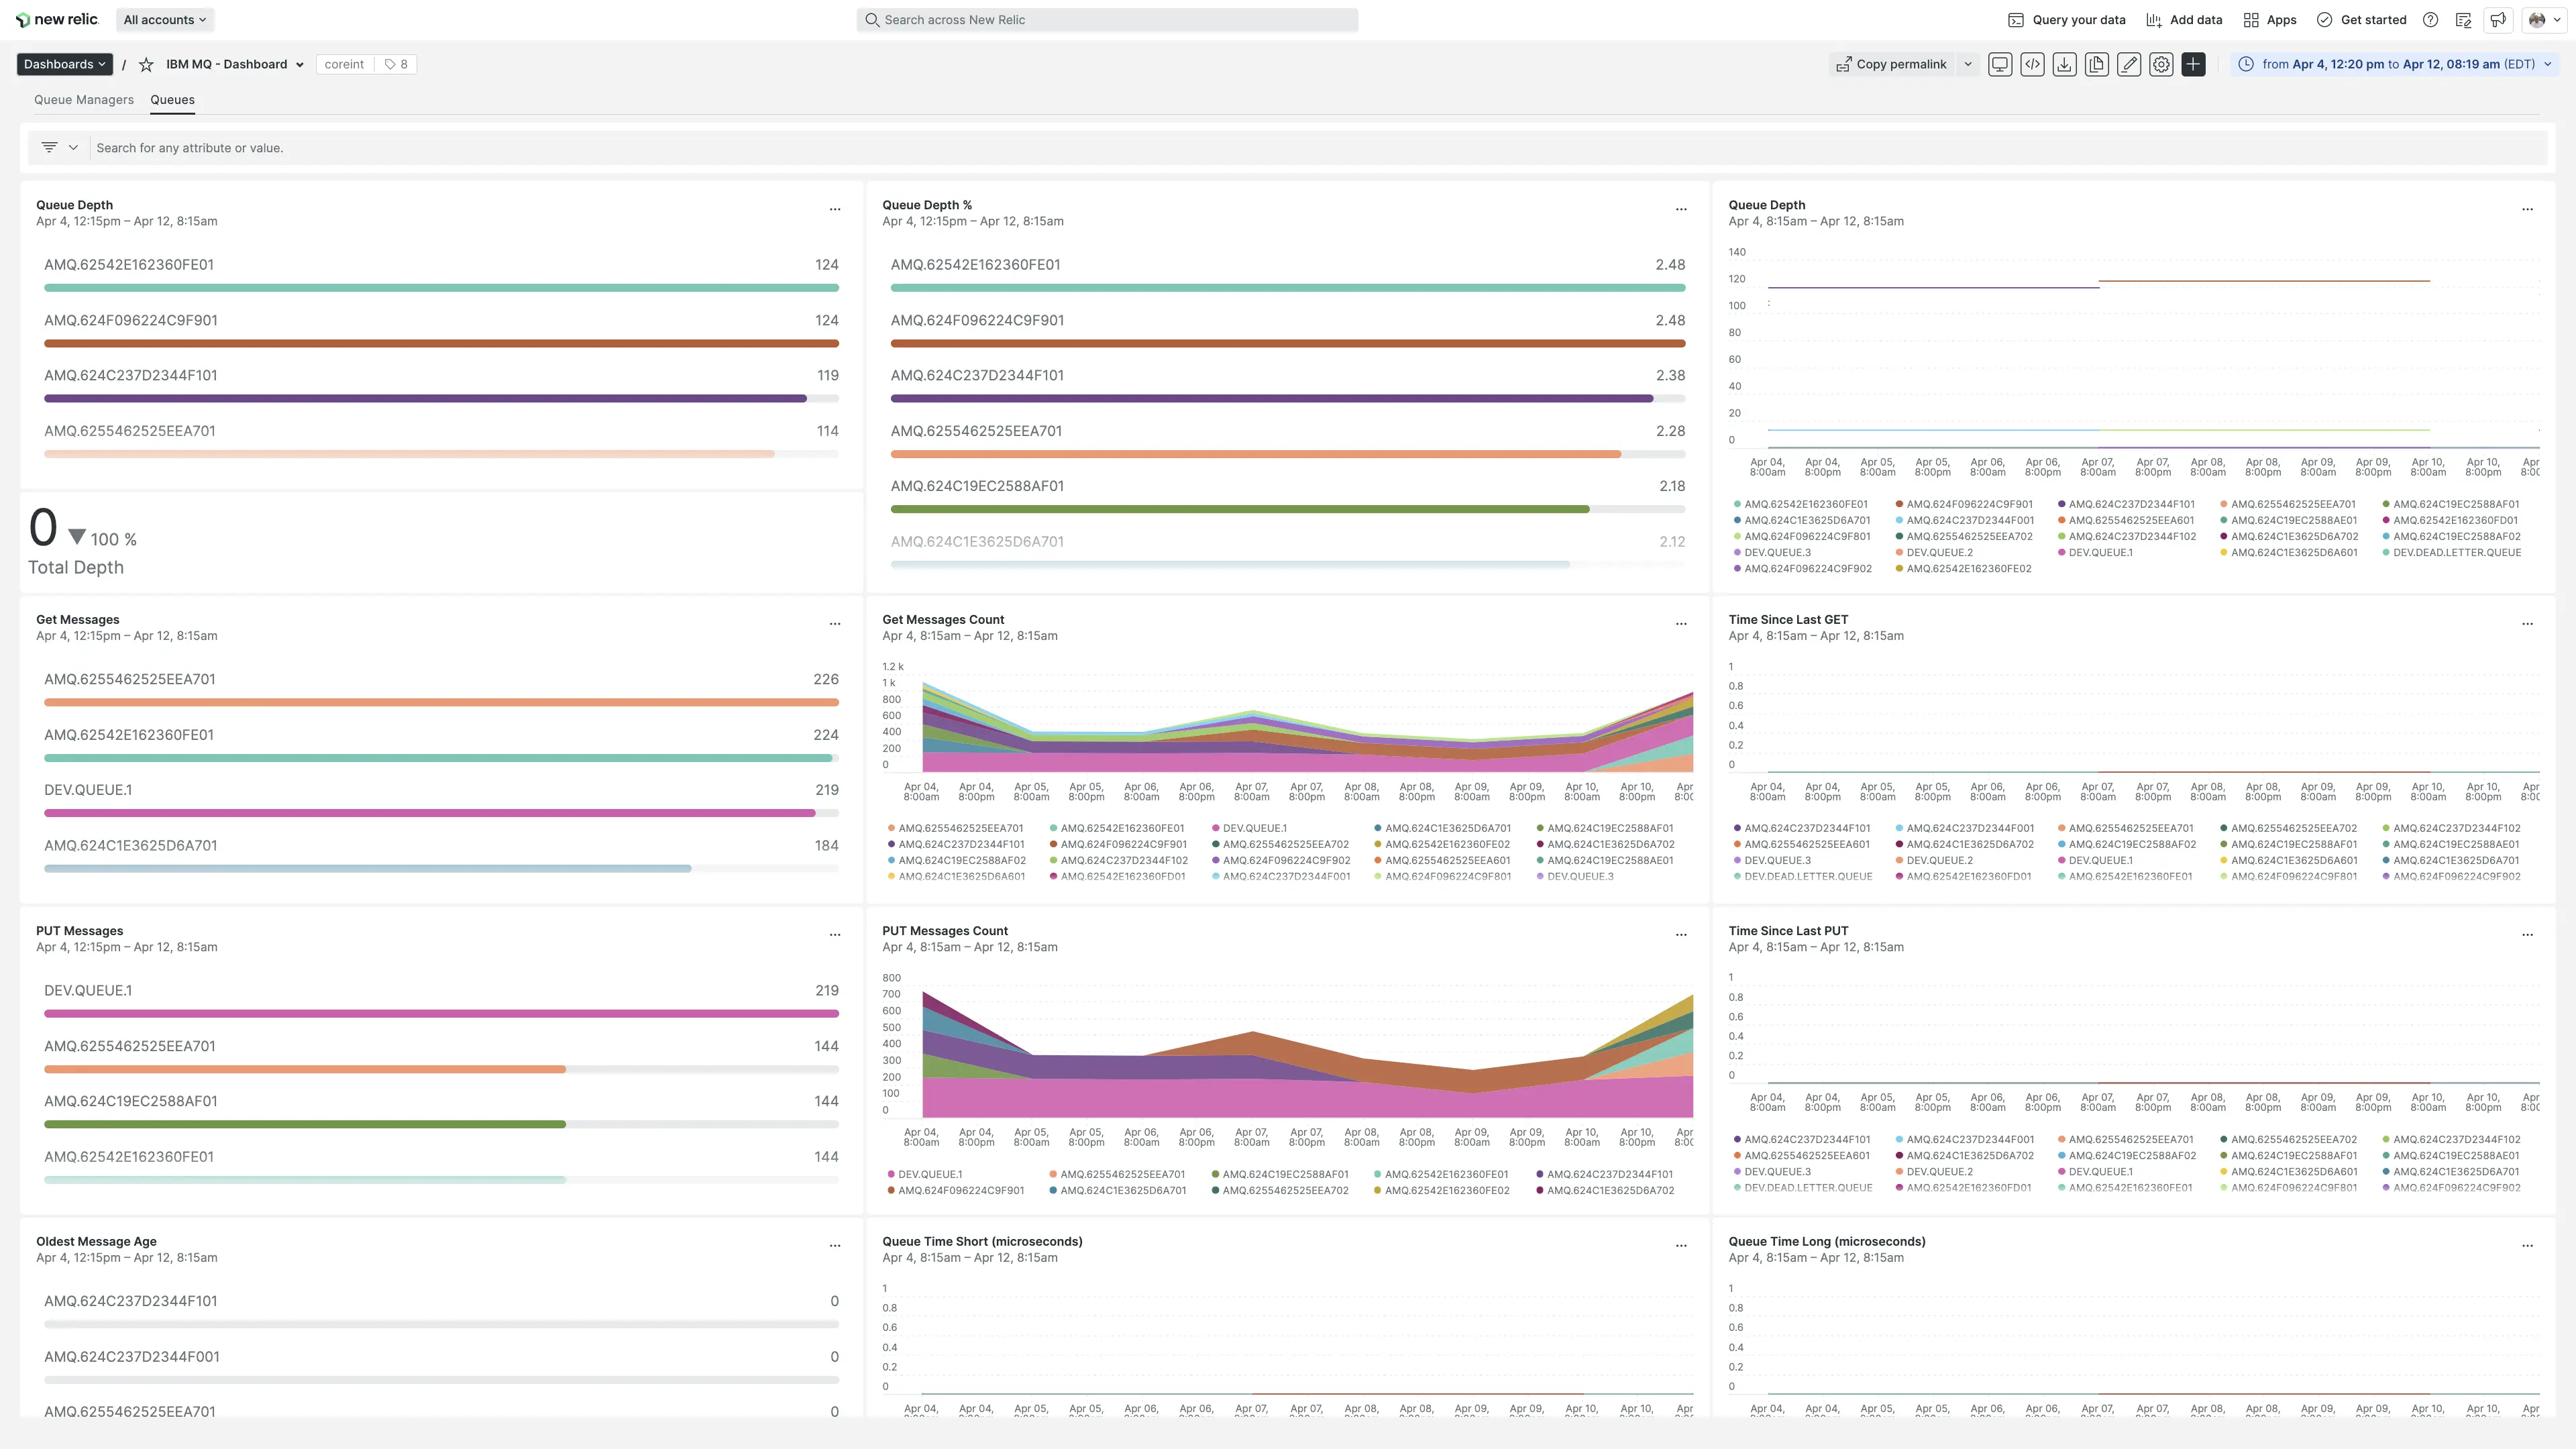 new relic.
All accounts
Search across New Relic
Query your data
Add data
Apps
Get started
Dashboards
/
IBM MQ - Dashboard
coreint
8
Copy permalink
from Apr 4, 12:20 pm to Apr 12, 08:19 am (EDT)
Queue Managers
Queues
Search for any attribute or value.
Queue Depth
Apr 4, 12:15pm – Apr 12, 8:15am
AMQ.62542E162360FE01 124
AMQ.624F096224C9F901 124
AMQ.624C237D2344F101 119
AMQ.6255462525EEA701 114
0 100 %
Total Depth
Queue Depth %
Apr 4, 12:15pm – Apr 12, 8:15am
AMQ.62542E162360FE01 2.48
AMQ.624F096224C9F901 2.48
AMQ.624C237D2344F101 2.38
AMQ.6255462525EEA701 2.28
AMQ.624C19EC2588AF01 2.18
AMQ.624C1E3625D6A701 2.12
Queue Depth
Apr 4, 8:15am – Apr 12, 8:15am
140
120
100
80
60
40
20
0
Apr 04, Apr 04, Apr 05, Apr 05, Apr 06, Apr 06, Apr 07, Apr 07, Apr 08, Apr 08, Apr 09, Apr 09, Apr 10, Apr 10, Apr
8:00am 8:00pm 8:00am 8:00pm 8:00am 8:00pm 8:00am 8:00pm 8:00am 8:00pm 8:00am 8:00pm 8:00am 8:00pm 8:00
AMQ.62542E162360FE01 AMQ.624F096224C9F901 AMQ.624C237D2344F101 AMQ.6255462525EEA701 AMQ.624C19EC2588AF01
AMQ.624C1E3625D6A701 AMQ.624C237D2344F001 AMQ.6255462525EEA601 AMQ.624C19EC2588AE01 AMQ.62542E162360FD01
AMQ.624F096224C9F801 AMQ.6255462525EEA702 AMQ.624C237D2344F102 AMQ.624C1E3625D6A702 AMQ.624C19EC2588AF02
DEV.QUEUE.3 DEV.QUEUE.2 DEV.QUEUE.1 AMQ.624C1E3625D6A601 DEV.DEAD.LETTER.QUEUE
AMQ.624F096224C9F902 AMQ.62542E162360FE02
Get Messages
Apr 4, 12:15pm – Apr 12, 8:15am
AMQ.6255462525EEA701 226
AMQ.62542E162360FE01 224
DEV.QUEUE.1 219
AMQ.624C1E3625D6A701 184
Get Messages Count
Apr 4, 8:15am – Apr 12, 8:15am
1.2 k
1 k
800
600
400
200
0
Apr 04, Apr 04, Apr 05, Apr 05, Apr 06, Apr 06, Apr 07, Apr 07, Apr 08, Apr 08, Apr 09, Apr 09, Apr 10, Apr 10, Apr
8:00am 8:00pm 8:00am 8:00pm 8:00am 8:00pm 8:00am 8:00pm 8:00am 8:00pm 8:00am 8:00pm 8:00am 8:00pm 8:00
AMQ.6255462525EEA701 AMQ.62542E162360FE01 DEV.QUEUE.1 AMQ.624C1E3625D6A701 AMQ.624C19EC2588AF01
AMQ.624C237D2344F101 AMQ.624F096224C9F901 AMQ.6255462525EEA702 AMQ.62542E162360FE02 AMQ.624C1E3625D6A702
AMQ.624C19EC2588AF02 AMQ.624C237D2344F102 AMQ.624F096224C9F902 AMQ.6255462525EEA601 AMQ.624C19EC2588AE01
AMQ.624C1E3625D6A601 AMQ.62542E162360FD01 AMQ.624C237D2344F001 AMQ.624F096224C9F801 DEV.QUEUE.3
Time Since Last GET
Apr 4, 8:15am – Apr 12, 8:15am
1
0.8
0.6
0.4
0.2
0
Apr 04, Apr 04, Apr 05, Apr 05, Apr 06, Apr 06, Apr 07, Apr 07, Apr 08, Apr 08, Apr 09, Apr 09, Apr 10, Apr 10, Apr
8:00am 8:00pm 8:00am 8:00pm 8:00am 8:00pm 8:00am 8:00pm 8:00am 8:00pm 8:00am 8:00pm 8:00am 8:00pm 8:00
AMQ.624C237D2344F101 AMQ.624C237D2344F001 AMQ.6255462525EEA701 AMQ.6255462525EEA702 AMQ.624C237D2344F102
AMQ.6255462525EEA601 AMQ.624C1E3625D6A702 AMQ.624C19EC2588AF02 AMQ.624C19EC2588AF01 AMQ.624C19EC2588AE01
DEV.QUEUE.3 DEV.QUEUE.2 DEV.QUEUE.1 AMQ.624C1E3625D6A601 AMQ.624C1E3625D6A701
DEV.DEAD.LETTER.QUEUE AMQ.62542E162360FD01 AMQ.62542E162360FE01 AMQ.624F096224C9F801 AMQ.624F096224C9F902
PUT Messages
Apr 4, 12:15pm – Apr 12, 8:15am
DEV.QUEUE.1 219
AMQ.6255462525EEA701 144
AMQ.624C19EC2588AF01 144
AMQ.62542E162360FE01 144
PUT Messages Count
Apr 4, 8:15am – Apr 12, 8:15am
800
700
600
500
400
300
200
100
0
Apr 04, Apr 04, Apr 05, Apr 05, Apr 06, Apr 06, Apr 07, Apr 07, Apr 08, Apr 08, Apr 09, Apr 09, Apr 10, Apr 10, Apr
8:00am 8:00pm 8:00am 8:00pm 8:00am 8:00pm 8:00am 8:00pm 8:00am 8:00pm 8:00am 8:00pm 8:00am 8:00pm 8:00
DEV.QUEUE.1 AMQ.6255462525EEA701 AMQ.624C19EC2588AF01 AMQ.62542E162360FE01 AMQ.624C237D2344F101
AMQ.624F096224C9F901 AMQ.624C1E3625D6A701 AMQ.6255462525EEA702 AMQ.62542E162360FE02 AMQ.624C1E3625D6A702
Time Since Last PUT
Apr 4, 8:15am – Apr 12, 8:15am
1
0.8
0.6
0.4
0.2
0
Apr 04, Apr 04, Apr 05, Apr 05, Apr 06, Apr 06, Apr 07, Apr 07, Apr 08, Apr 08, Apr 09, Apr 09, Apr 10, Apr 10, Apr
8:00am 8:00pm 8:00am 8:00pm 8:00am 8:00pm 8:00am 8:00pm 8:00am 8:00pm 8:00am 8:00pm 8:00am 8:00pm 8:00
AMQ.624C237D2344F101 AMQ.624C237D2344F001 AMQ.6255462525EEA701 AMQ.6255462525EEA702 AMQ.624C237D2344F102
AMQ.6255462525EEA601 AMQ.624C1E3625D6A702 AMQ.624C19EC2588AF02 AMQ.624C19EC2588AF01 AMQ.624C19EC2588AE01
DEV.QUEUE.3 DEV.QUEUE.2 DEV.QUEUE.1 AMQ.624C1E3625D6A601 AMQ.624C1E3625D6A701
DEV.DEAD.LETTER.QUEUE AMQ.62542E162360FD01 AMQ.62542E162360FE01 AMQ.624F096224C9F801 AMQ.624F096224C9F902
Oldest Message Age
Apr 4, 12:15pm – Apr 12, 8:15am
AMQ.624C237D2344F101 0
AMQ.624C237D2344F001 0
AMQ.6255462525EEA701 0
Queue Time Short (microseconds)
Apr 4, 8:15am – Apr 12, 8:15am
1
0.8
0.6
0.4
0.2
0
Apr 04, Apr 04, Apr 05, Apr 05, Apr 06, Apr 06, Apr 07, Apr 07, Apr 08, Apr 08, Apr 09, Apr 09, Apr 10, Apr 10, Apr
Queue Time Long (microseconds)
Apr 4, 8:15am – Apr 12, 8:15am
1
0.8
0.6
0.4
0.2
0
Apr 04, Apr 04, Apr 05, Apr 05, Apr 06, Apr 06, Apr 07, Apr 07, Apr 08, Apr 08, Apr 09, Apr 09, Apr 10, Apr 10, Apr